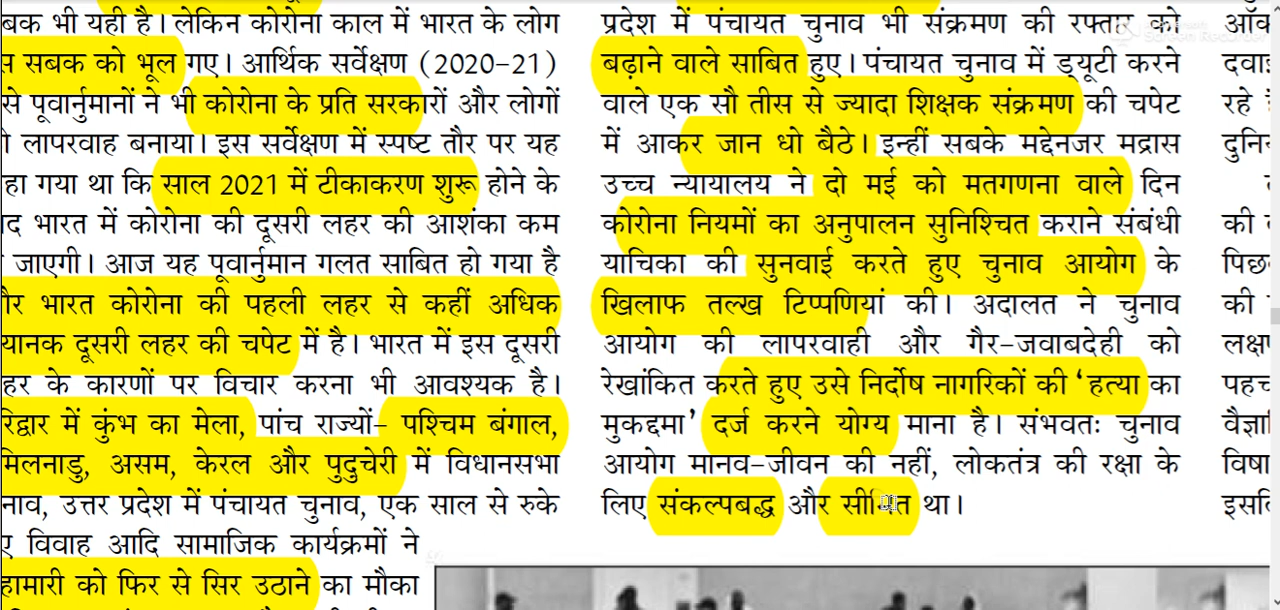 सबक भी यही है। लेकिन कोरोना काल में भारत के लोग
सबक को भूल गए। आर्थिक सर्वेक्षण (2020-21)
से पूवार्नुमानों ने भी कोरोना के प्रति सरकारों और लोगों
लापरवाह बनाया। इस सर्वेक्षण में स्पष्ट तौर पर यह
हा गया था कि साल 2021 में टीकाकरण शुरू होने के
द भारत में कोरोना की दूसरी लहर की आशंका कम
जाएगी। आज यह पूवार्नुमान गलत साबित हो गया है
र भारत कोरोना की पहली लहर से कहीं अधिक
यानक दूसरी लहर की चपेट में है। भारत में इस दूसरी
हर के कारणों पर विचार करना भी आवश्यक है।
रिद्वार में कुंभ का मेला, पांच राज्यों- पश्चिम बंगाल,
मिलनाडु, असम, केरल और पुदुचेरी में विधानसभा
नाव, उत्तर प्रदेश में पंचायत चुनाव, एक साल से रुके
विवाह आदि सामाजिक कार्यक्रमों ने
हामारी को फिर से सिर उठाने का मौका
प्रदेश में पंचायत चुनाव भी संक्रमण की रफ्तार को
बढ़ाने वाले साबित हुए। पंचायत चुनाव में ड्यूटी करने
वाले एक सौ तीस से ज्यादा शिक्षक संक्रमण की चपेट
में आकर जान धो बैठे। इन्हीं सबके मद्देनजर मद्रास
उच्च न्यायालय ने दो मई को मतगणना वाले दिन
कोरोना नियमों का अनुपालन सुनिश्चित कराने संबंधी
याचिका की सुनवाई करते हुए चुनाव आयोग के
खिलाफ तल्ख टिप्पणियां की। अदालत ने चुनाव
आयोग की लापरवाही और गैर-जवाबदेही को
रेखांकित करते हुए उसे निर्दोष नागरिकों की 'हत्या का
मुकद्दमा' दर्ज करने योग्य माना है। संभवतः चुनाव
आयोग मानव-जीवन की नहीं, लोकतंत्र की रक्षा के
लिए संकल्पबद्ध और सीमित था।
दवाइ
रहे
दुनिन
की
पिछ
की
लक्ष
पहच
वैज्ञा
विषा
इसलि
Screen Recorder